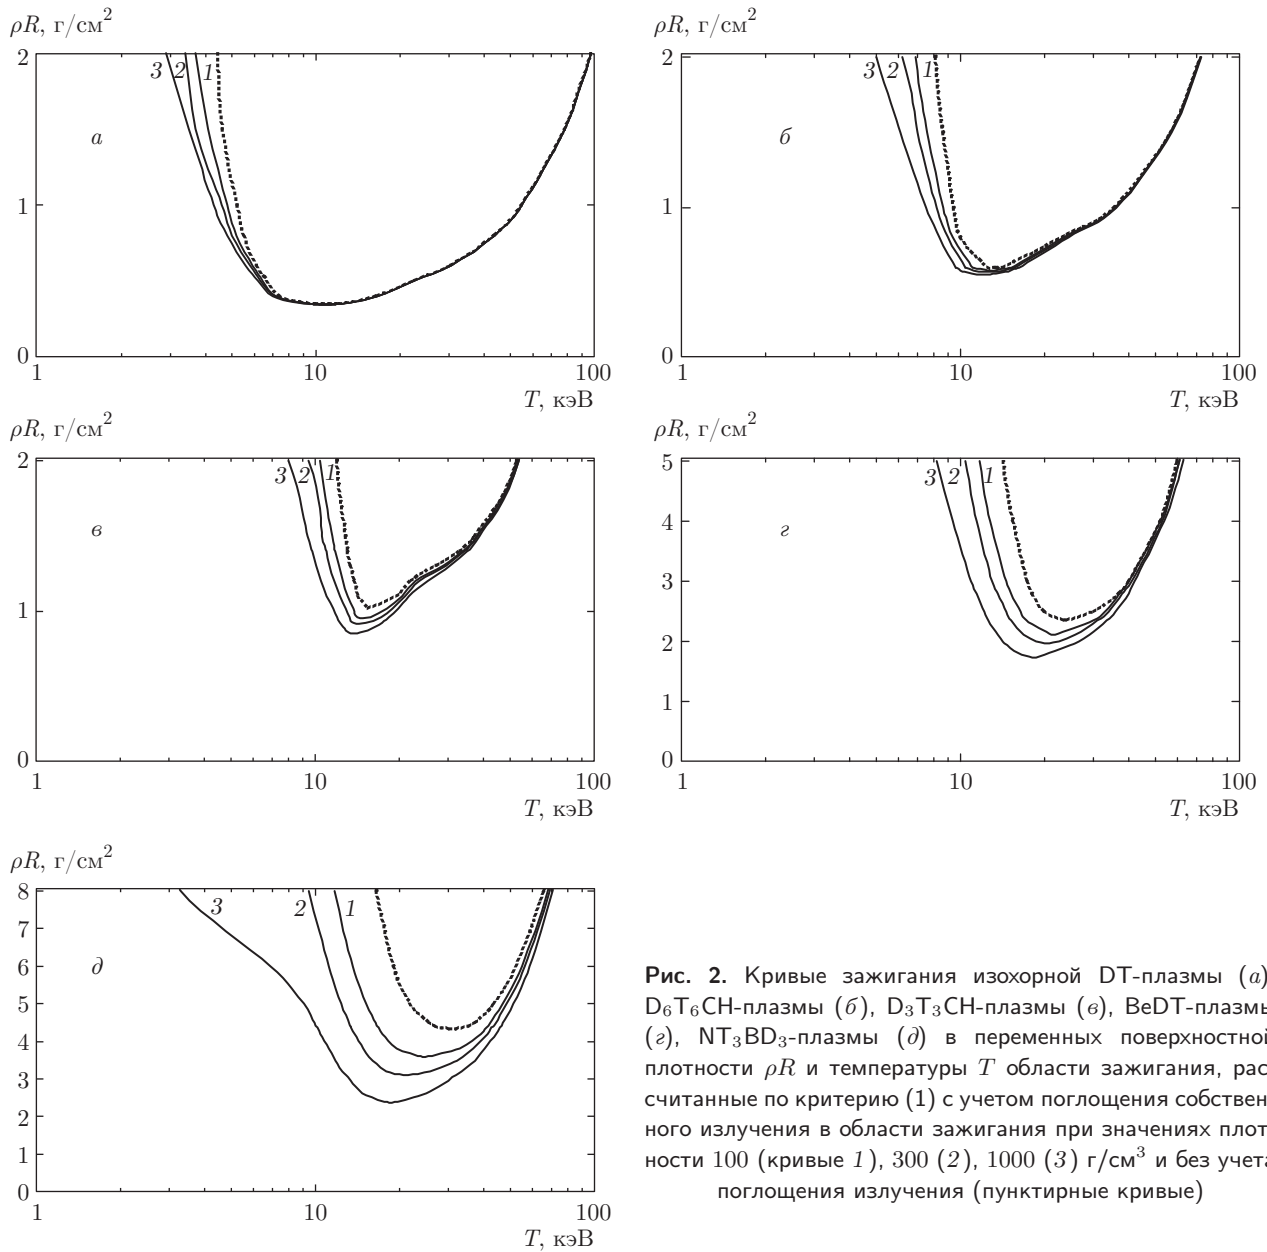 ρR, г/см²
ρR, г/см²
2
3 2 1
а
1
0
1
10
100
T, кэВ
2
3 2 1
б
1
0
1
10
100
T, кэВ
ρR, г/см²
ρR, г/см²
2
3 2 1
в
1
0
1
10
100
T, кэВ
5
3 2 1
г
4
3
2
1
0
1
10
100
T, кэВ
ρR, г/см²
8
3 2 1
7
д
6
5
4
3
2
1
0
1
10
100
T, кэВ
Рис. 2. Кривые зажигания изохорной DT-плазмы (а)
D₆T₆CH-плазмы (б), D₃T₃CH-плазмы (в), BeDT-плазмы
(г), NT₃BD₃-плазмы (д) в переменных поверхностной
плотности ρR и температуры T области зажигания, рас
считанные по критерию (1) с учетом поглощения собствен
ного излучения в области зажигания при значениях плот
ности 100 (кривые 1), 300 (2), 1000 (3) г/см³ и без учета
поглощения излучения (пунктирные кривые)